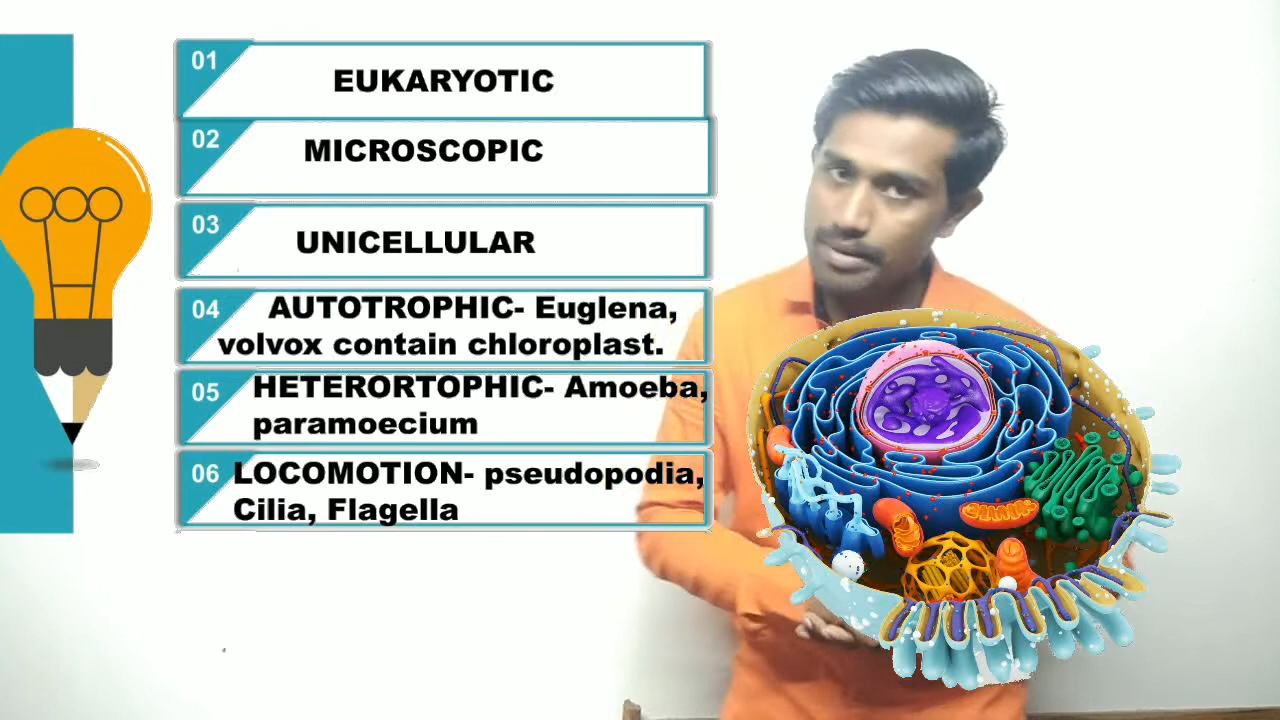 01
EUKARYOTIC
02
MICROSCOPIC
03
UNICELLULAR
04
AUTOTROPHIC- Euglena,
volvox contain chloroplast.
05
HETERORTOPHIC- Amoeba,
paramoecium
06
LOCOMOTION- pseudopodia,
Cilia, Flagella